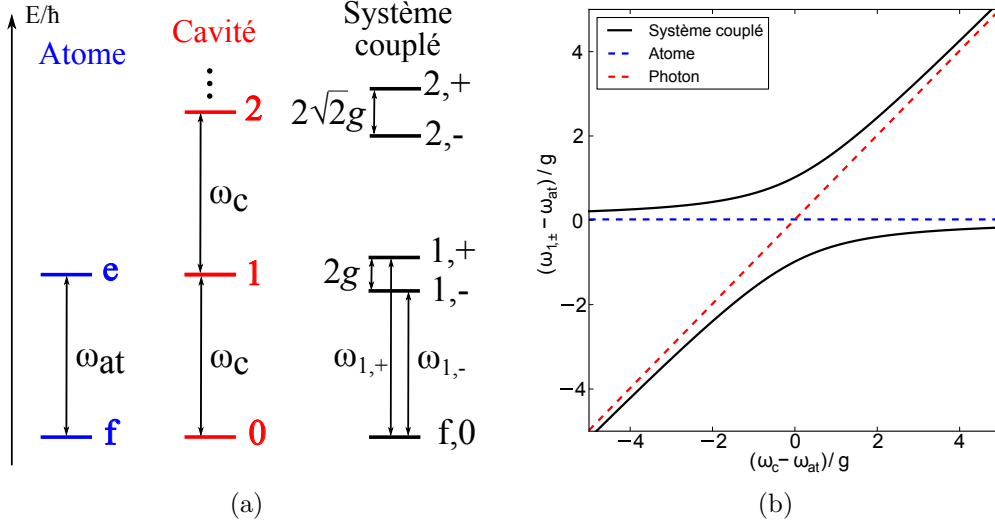 E/ħ
Atome
Cavité
Système
couplé
2
2,+
2√2g
2,-
ωc
e
1
1,+
2g
1,-
ωat
ωc
ω1,+
ω1,-
f
0
f,0
(a)
Système couplé
Atome
Photon
(ω1,± − ωat)/ g
4
2
0
−2
−4
−4
−2
0
2
4
(ωc − ωat)/ g
(b)